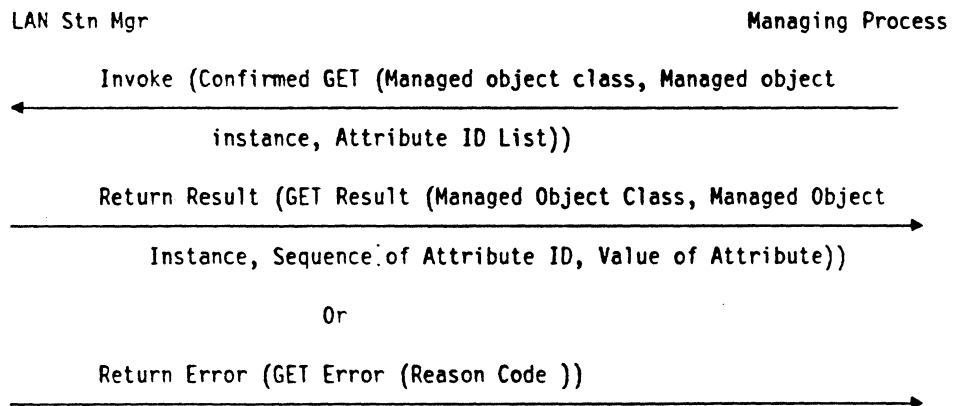 LAN Stn Mgr Managing Process
Invoke (Confirmed GET (Managed object class, Managed object
instance, Attribute ID List))
Return Result (GET Result (Managed Object Class, Managed Object
Instance, Sequence of Attribute ID, Value of Attribute))
Or
Return Error (GET Error (Reason Code ))